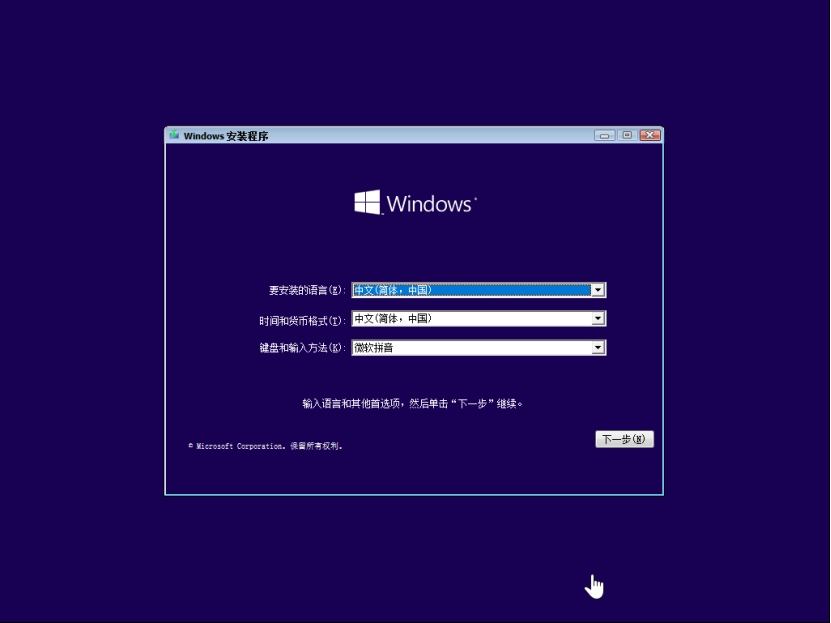 Windows 安装程序
Windows
要安装的语言(E): 中文(简体，中国)
时间和货币格式(T): 中文(简体，中国)
键盘和输入方法(K): 微软拼音
输入语言和其他首选项，然后单击“下一步”继续。
下一步(N)
© Microsoft Corporation. 保留所有权利。